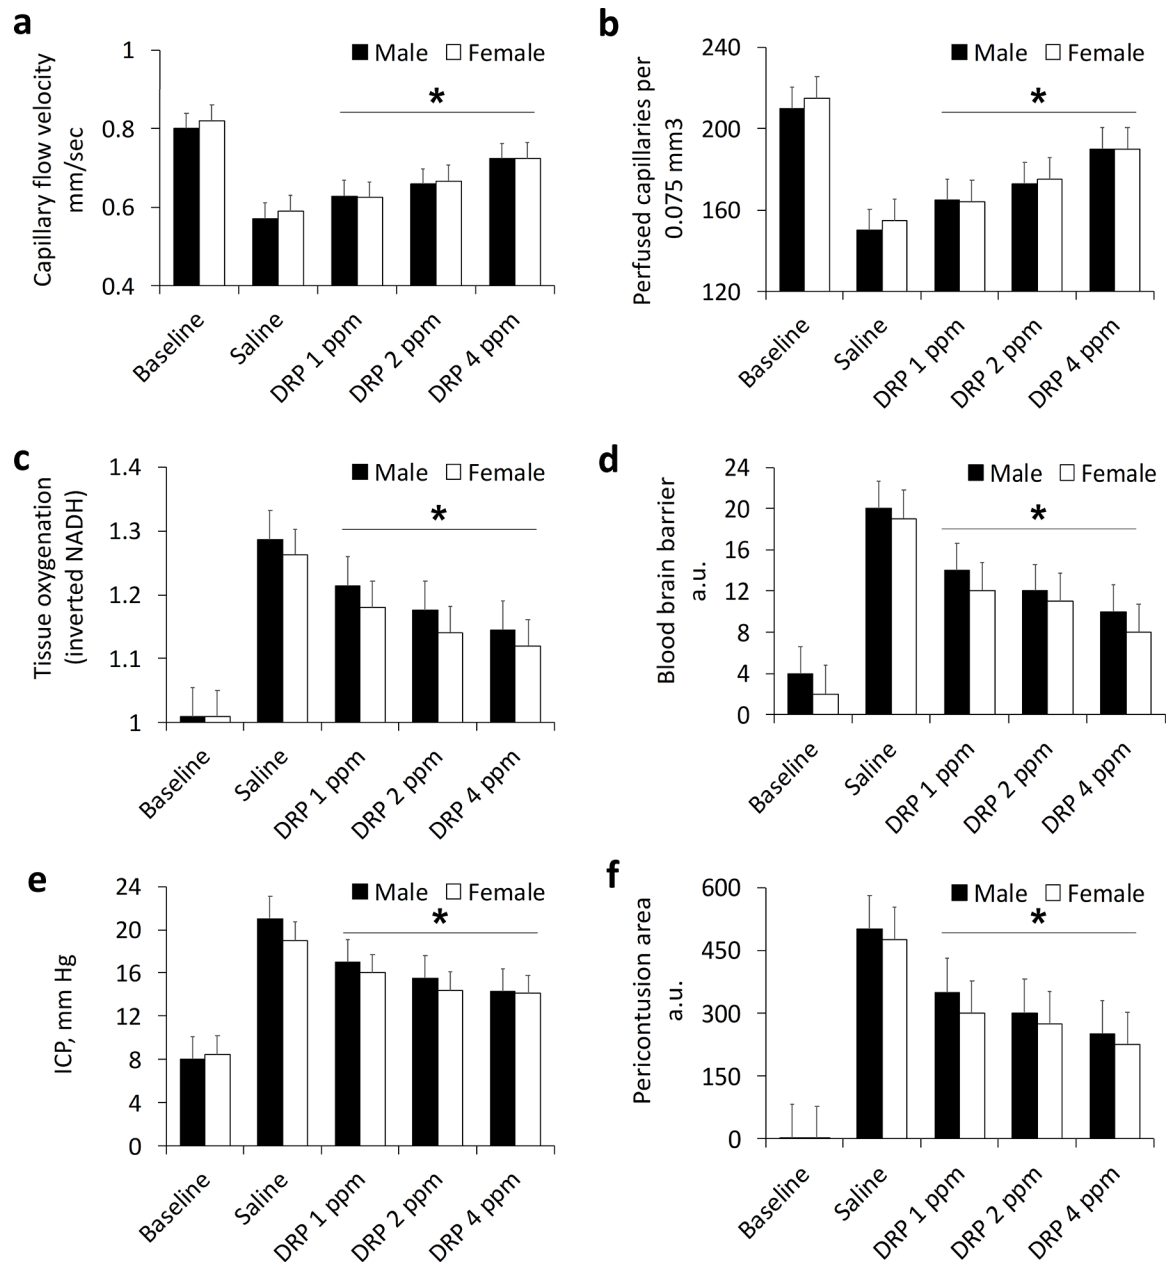 a
Male Female
Capillary flow velocity
mm/sec
1
0.8
0.6
0.4
*
Baseline
Saline
DRP 1 ppm
DRP 2 ppm
DRP 4 ppm
b
Male Female
Perfused capillaries per
0.075 mm3
240
200
160
120
*
Baseline
Saline
DRP 1 ppm
DRP 2 ppm
DRP 4 ppm
c
Male Female
Tissue oxygenation
(inverted NADH)
1.4
1.3
1.2
1.1
1
*
Baseline
Saline
DRP 1 ppm
DRP 2 ppm
DRP 4 ppm
d
Male Female
Blood brain barrier
a.u.
24
20
16
12
8
4
0
*
Baseline
Saline
DRP 1 ppm
DRP 2 ppm
DRP 4 ppm
e
Male Female
ICP, mm Hg
24
20
16
12
8
4
0
*
Baseline
Saline
DRP 1 ppm
DRP 2 ppm
DRP 4 ppm
f
Male Female
Pericontusion area
a.u.
600
450
300
150
0
*
Baseline
Saline
DRP 1 ppm
DRP 2 ppm
DRP 4 ppm